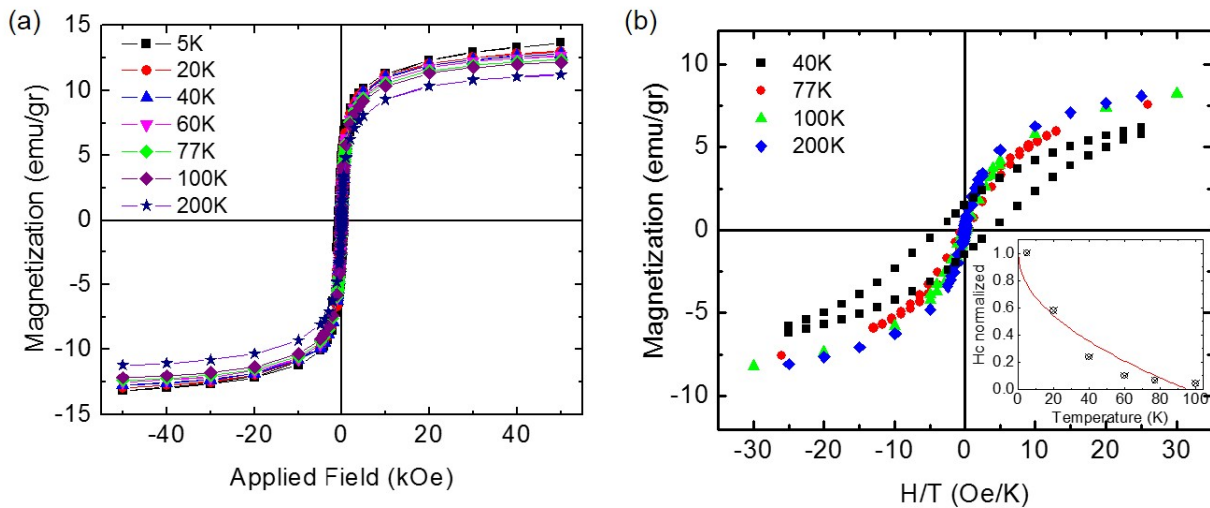 (a)
15
10
5
0
-5
-10
-15
Magnetization (emu/gr)
5K
20K
40K
60K
77K
100K
200K
-40 -20 0 20 40
Applied Field (kOe)
(b)
10
5
0
-5
-10
Magnetization (emu/gr)
40K
77K
100K
200K
-30 -20 -10 0 10 20 30
H/T (Oe/K)
1.0
0.8
0.6
0.4
0.2
0.0
Hc normalized
0 20 40 60 80 100
Temperature (K)